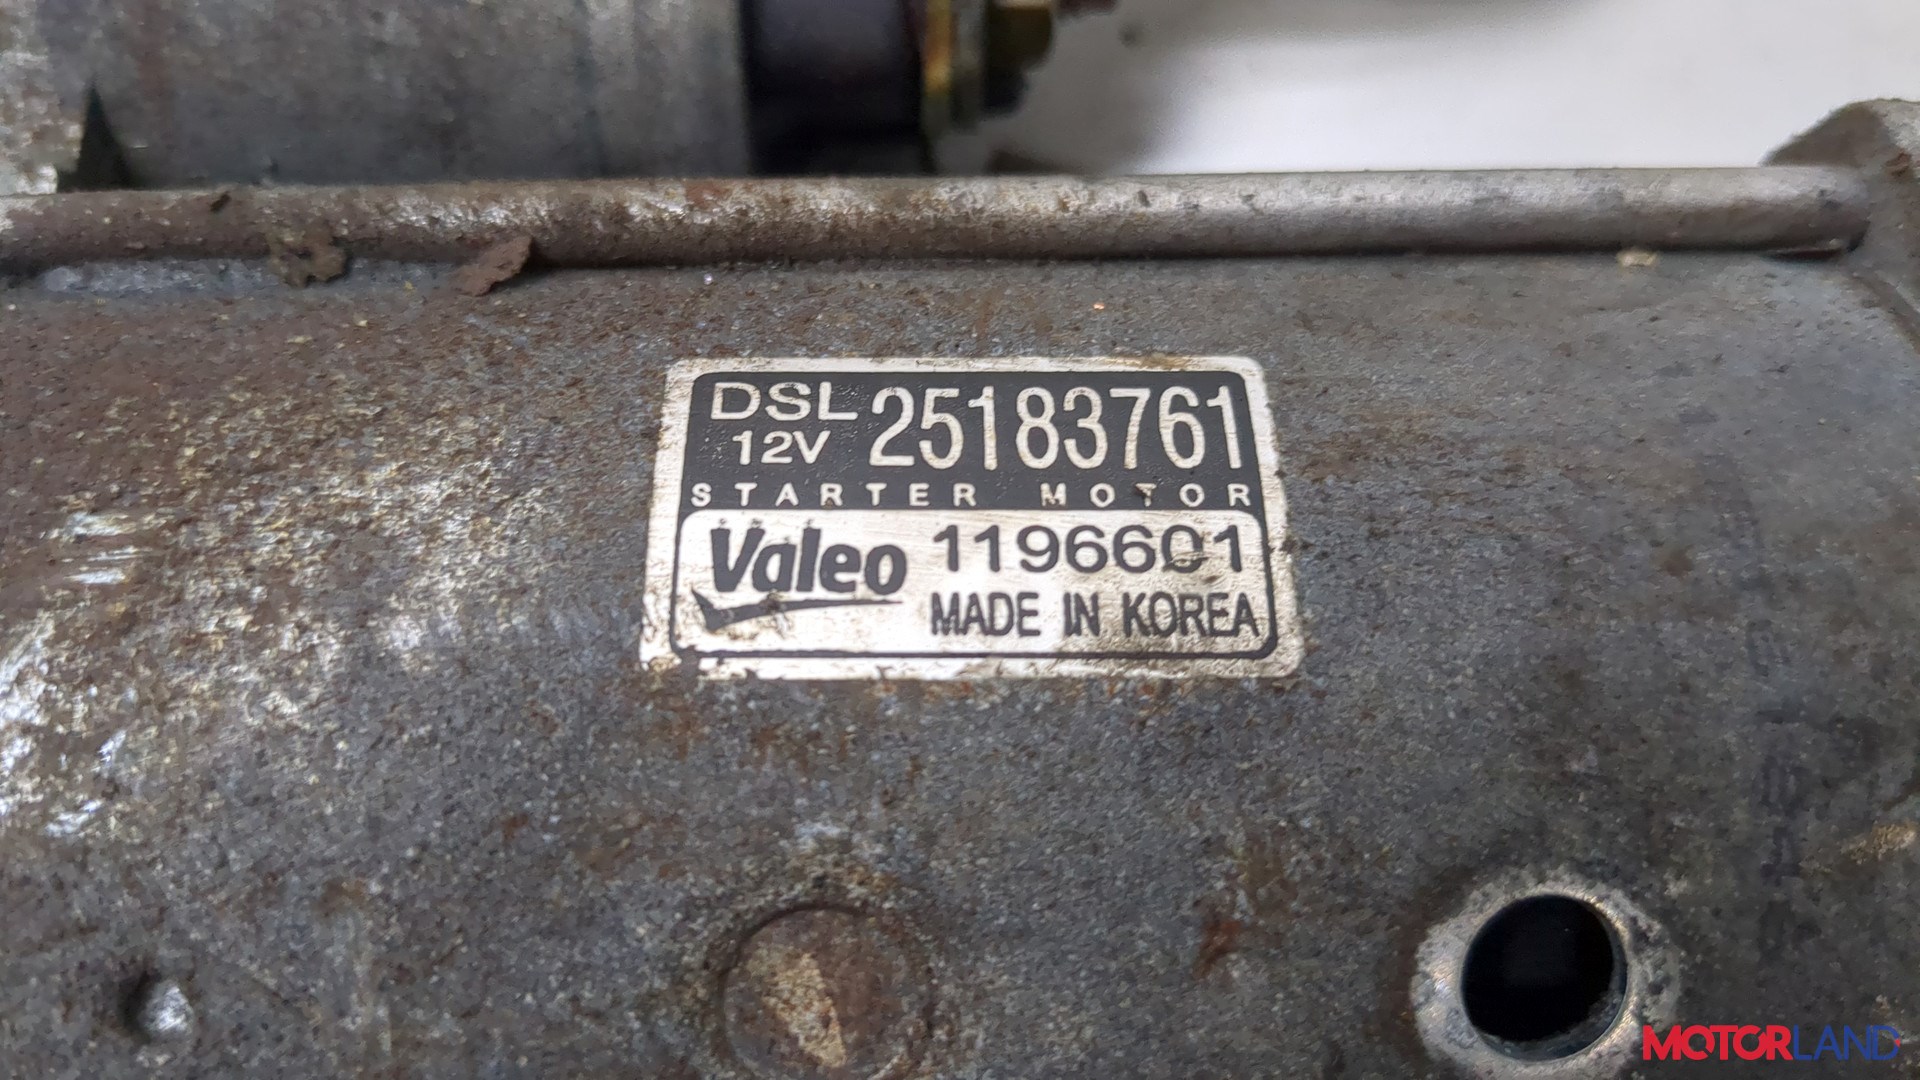 DSL 25183761
12V
STARTER MOTOR
Valeo 1196601
MADE IN KOREA
MOTORLAND